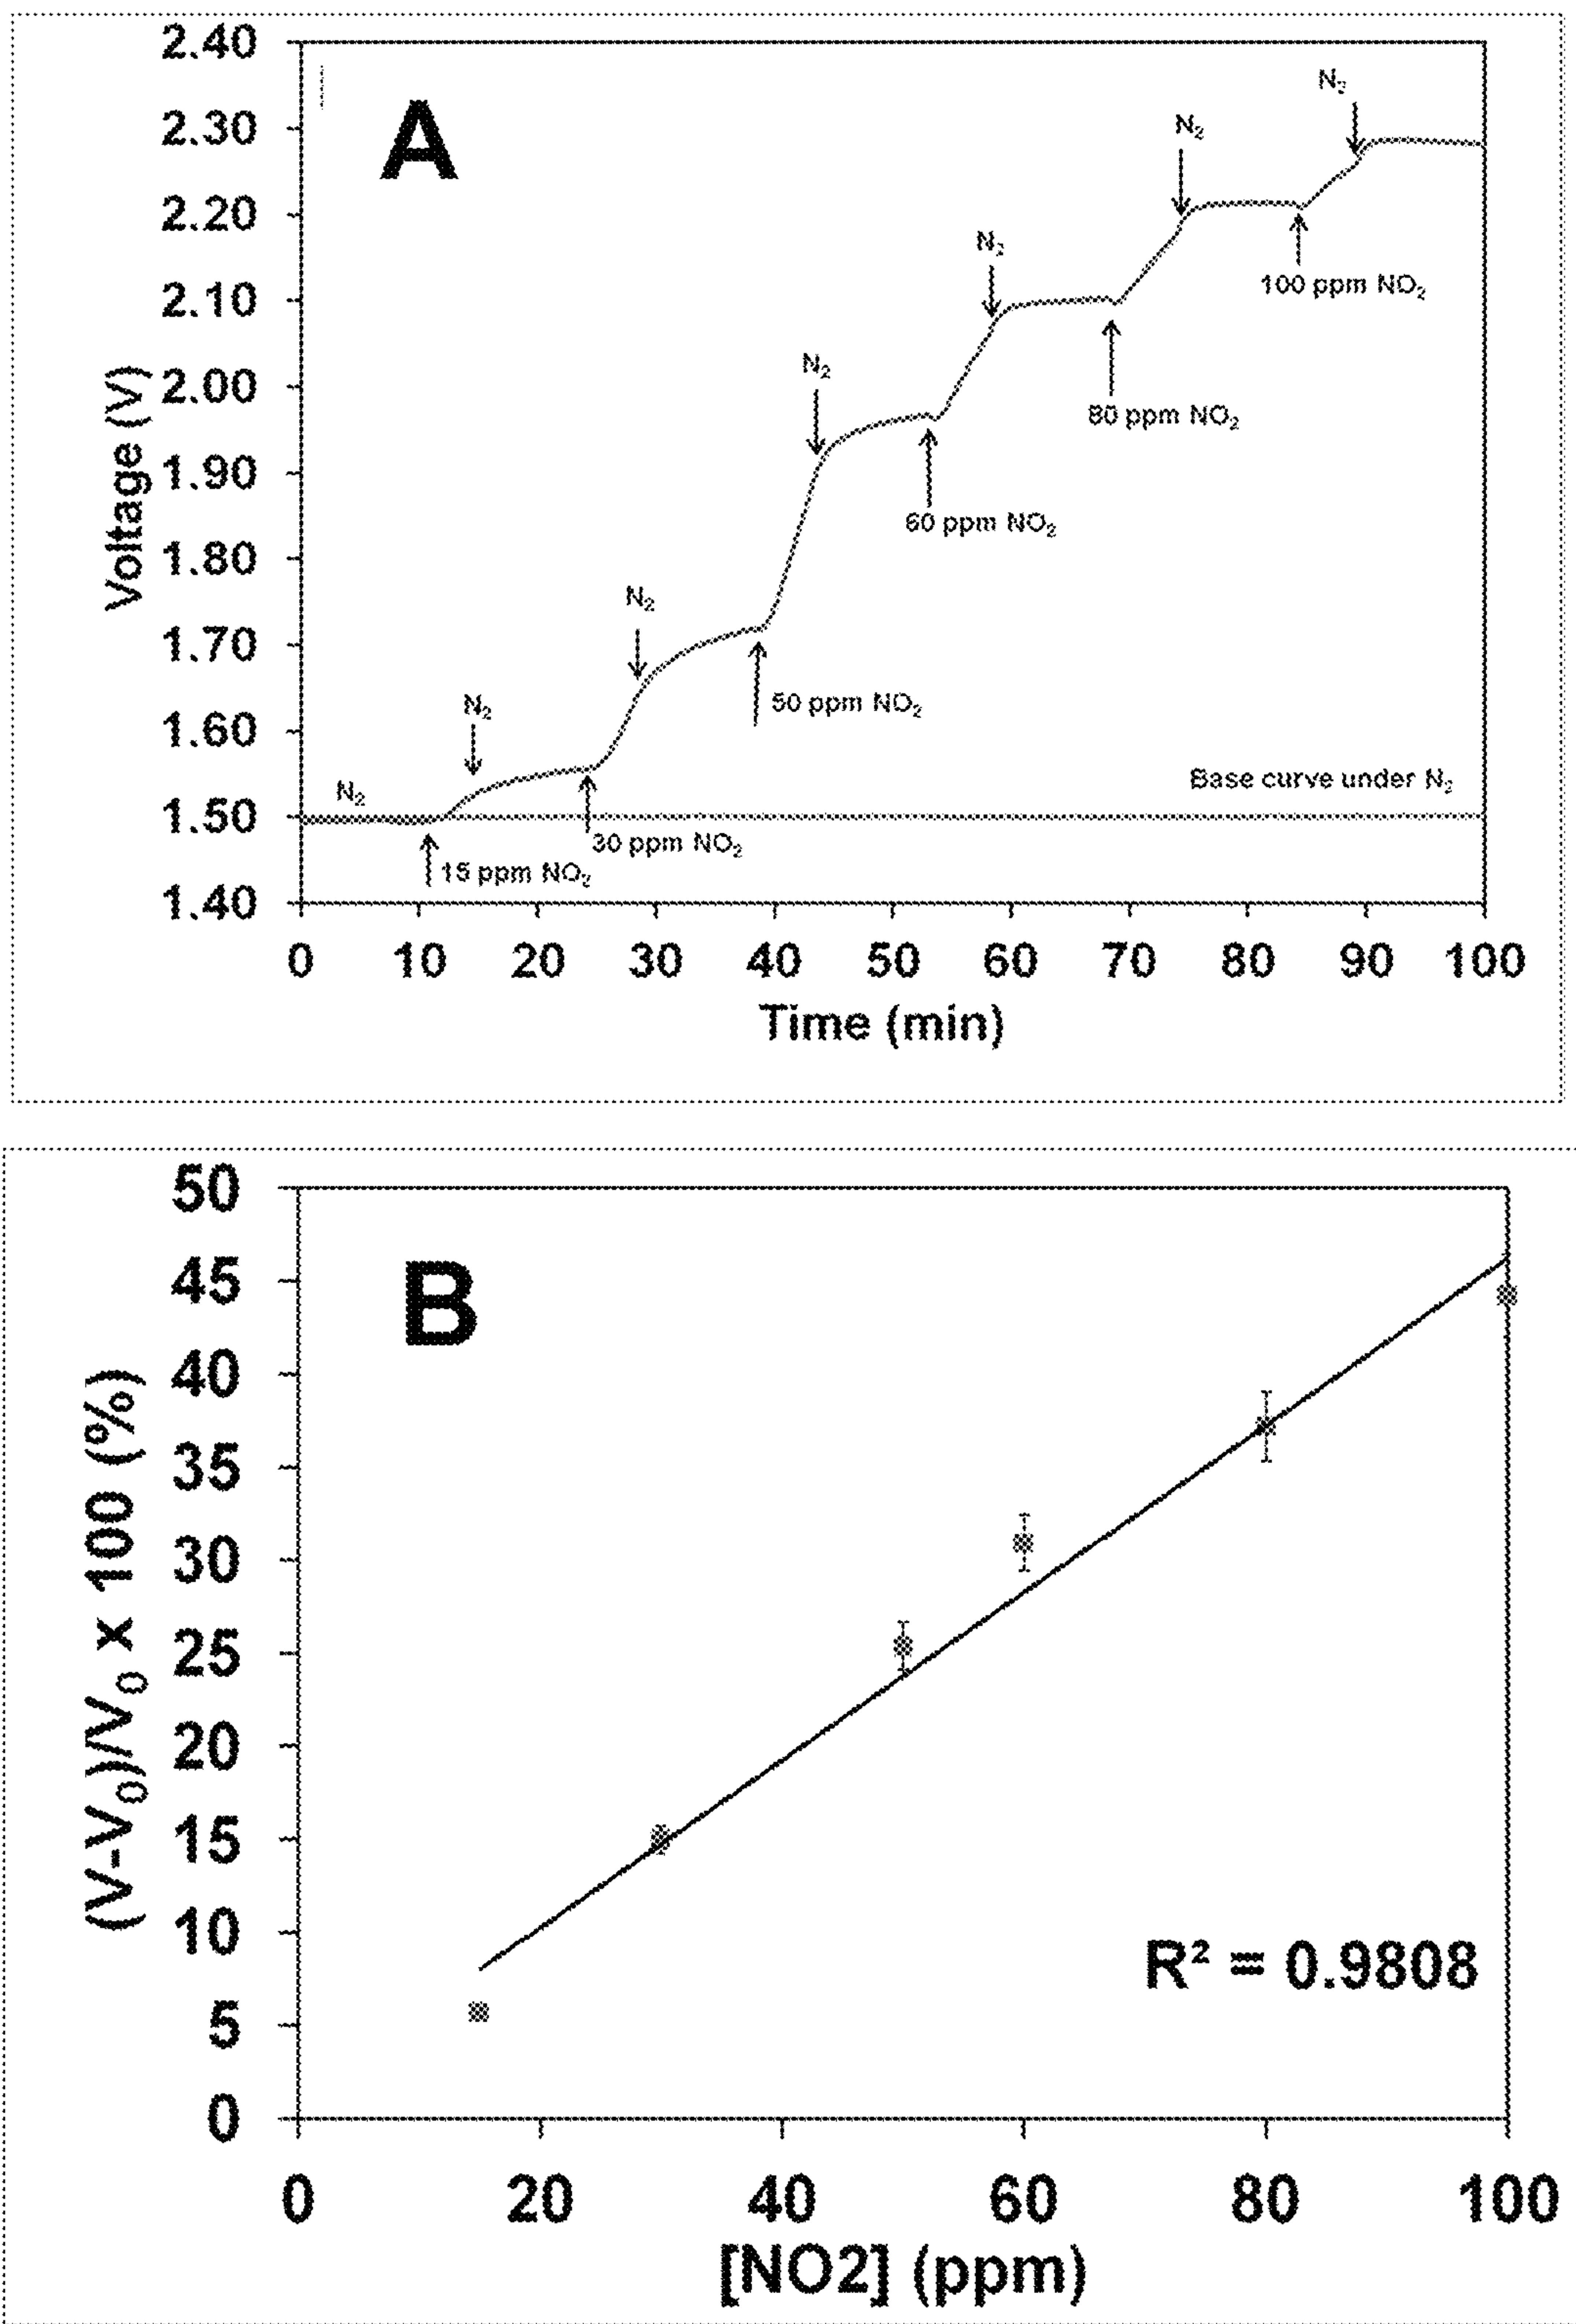 2.40
2.30
2.20
2.10
2.00
1.90
1.80
1.70
1.60
1.50
1.40
Voltage (V)
A
N₂
15 ppm NO₂
N₂
30 ppm NO₂
N₂
50 ppm NO₂
N₂
60 ppm NO₂
N₂
80 ppm NO₂
N₂
100 ppm NO₂
N₂
Base curve under N₂
0 10 20 30 40 50 60 70 80 90 100
Time (min)
50
45
40
35
30
25
20
15
10
5
0
(V-V₀)/V₀ x 100 (%)
B
R² = 0.9808
0 20 40 60 80 100
[NO2] (ppm)